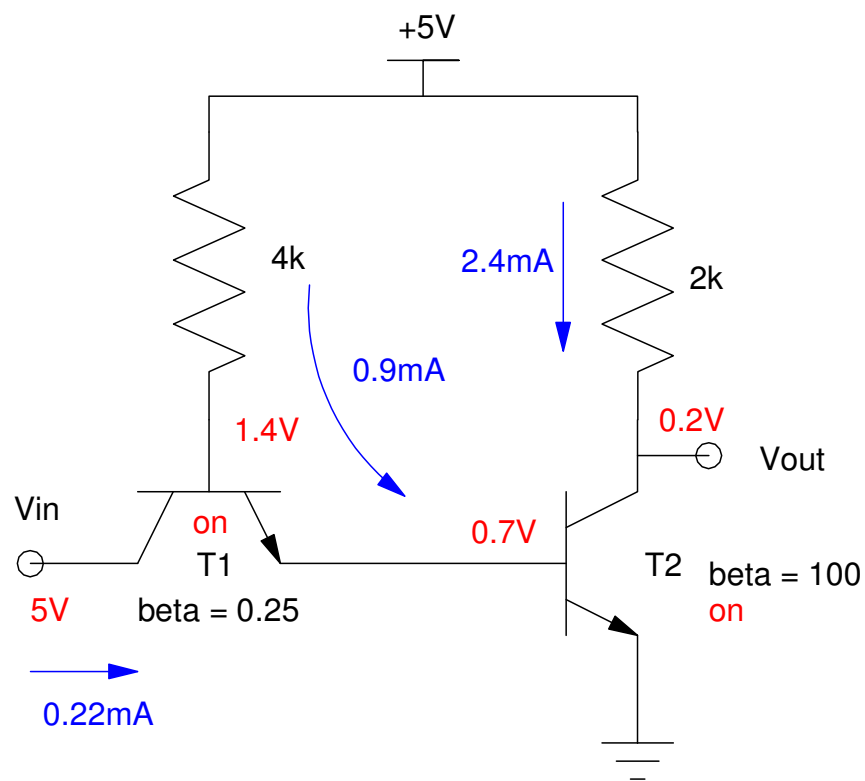 +5V
4k
2.4mA
2k
0.9mA
1.4V
0.2V
Vout
Vin
on
T1
0.7V
T2
beta = 100
on
5V
beta = 0.25
0.22mA